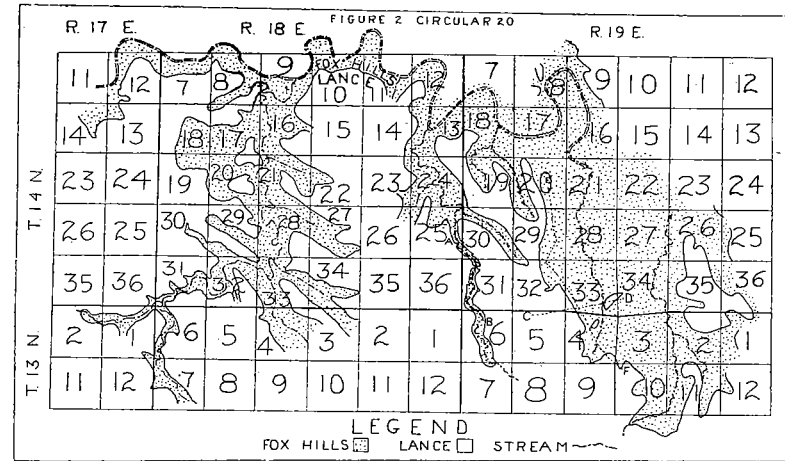 FIGURE 2 CIRCULAR 20
R. 17 E. R. 18 E. R. 19 E.
FOX HILLS
LANCE
11 12 7 8 9 10 11 12 7 8 9 10 11 12
14 13 18 17 16 15 14 13 18 17 16 15 14 13
T. 14 N.
23 24 19 20 21 22 23 24 19 20 21 22 23 24
26 25 30 29 28 27 26 25 30 29 28 27 26 25
35 36 31 32 33 34 35 36 31 32 33 34 D 35 36
T. 13 N.
2 1 6 5 4 3 2 1 B 6 C 5 4 3 2 1
F
11 12 7 8 9 10 11 12 7 8 9 10 11 12
LEGEND
FOX HILLS LANCE STREAM